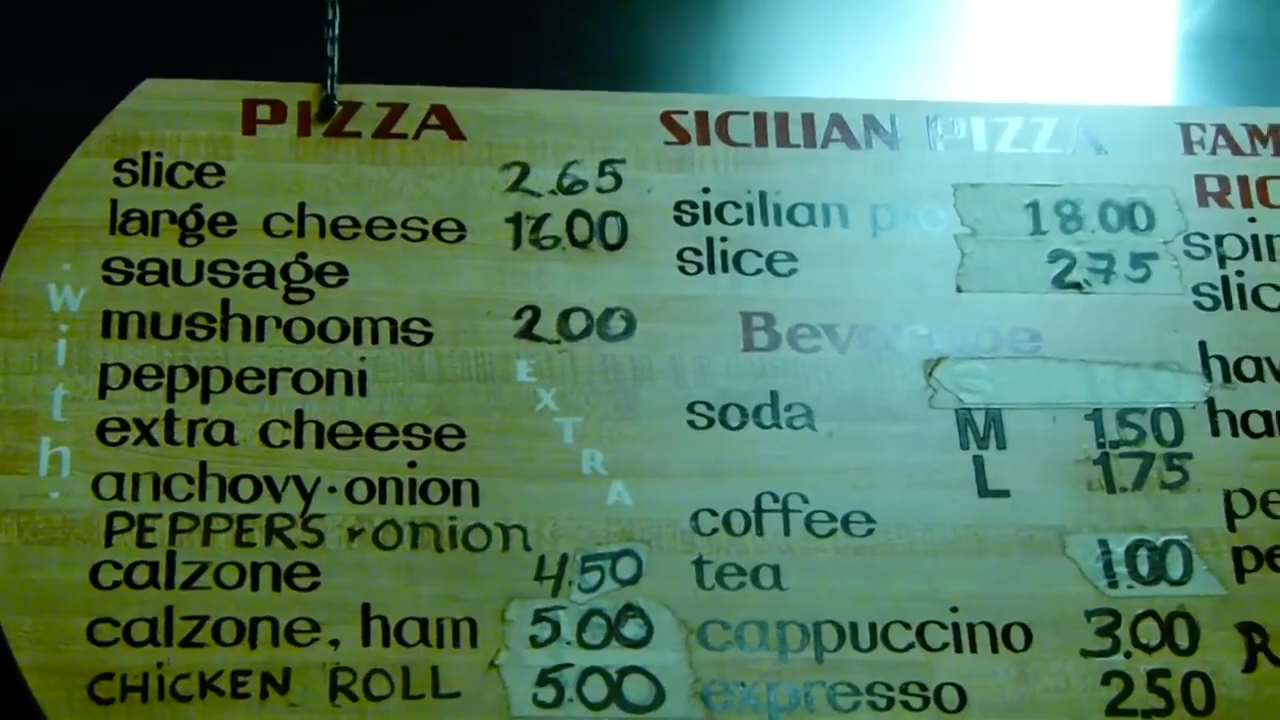 PIZZA
slice 2.65
large cheese 16.00
sausage
mushrooms 2.00
pepperoni
extra cheese
anchovy·onion
PEPPERS + onion
calzone 4.50
calzone, ham 5.00
CHICKEN ROLL 5.00
with
EXTRA
SICILIAN PIZZA
sicilian 18.00
slice 2.75
Beverage
S
soda M 1.50
L 1.75
coffee
tea 1.00
cappuccino 3.00
expresso 2.50
FAM
RIC
spin
slic
hav
ham
pe
pe
R